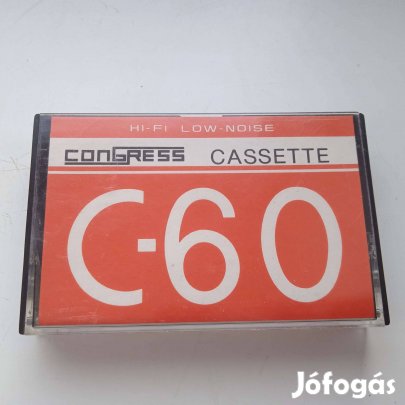 HI-FI LOW-NOISE
CONGRESS CASSETTE
C-60
Jófogás